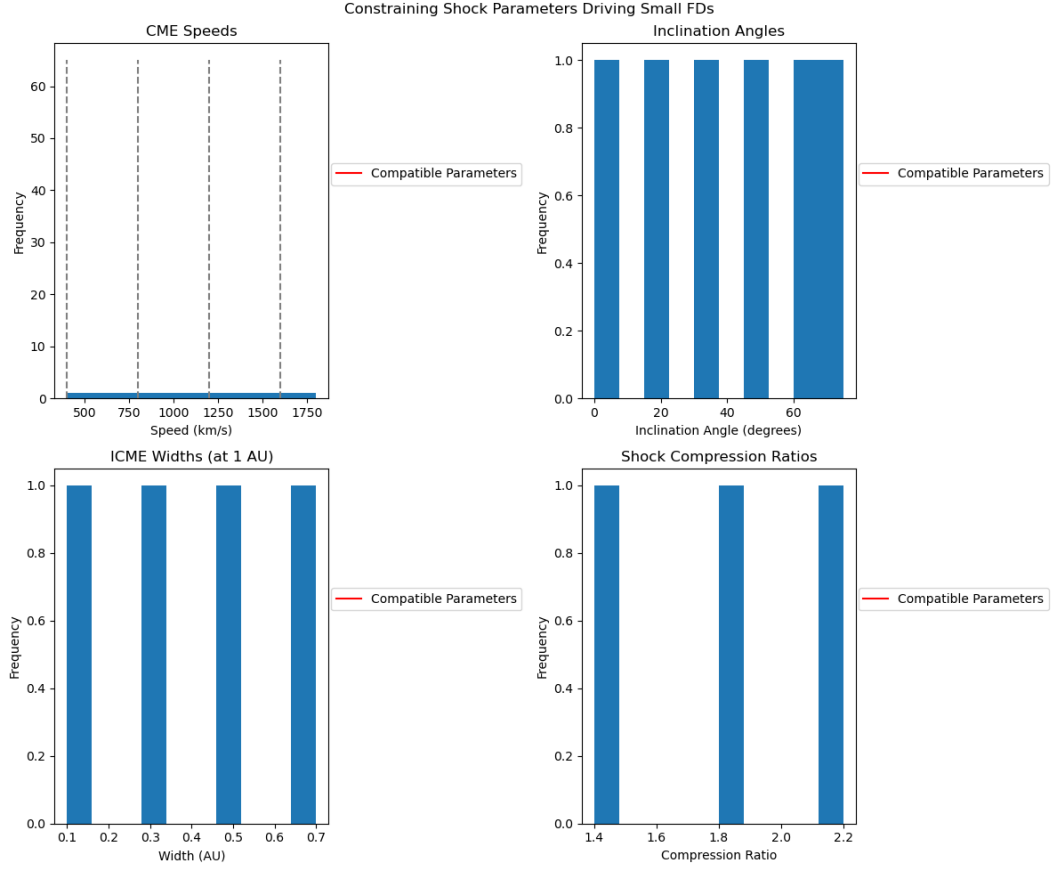 Constraining Shock Parameters Driving Small FDs
CME Speeds
Frequency
60
50
40
30
20
10
0
500 750 1000 1250 1500 1750
Speed (km/s)
Compatible Parameters
Inclination Angles
Frequency
1.0
0.8
0.6
0.4
0.2
0.0
0 20 40 60
Inclination Angle (degrees)
Compatible Parameters
ICME Widths (at 1 AU)
Frequency
1.0
0.8
0.6
0.4
0.2
0.0
0.1 0.2 0.3 0.4 0.5 0.6 0.7
Width (AU)
Compatible Parameters
Shock Compression Ratios
Frequency
1.0
0.8
0.6
0.4
0.2
0.0
1.4 1.6 1.8 2.0 2.2
Compression Ratio
Compatible Parameters